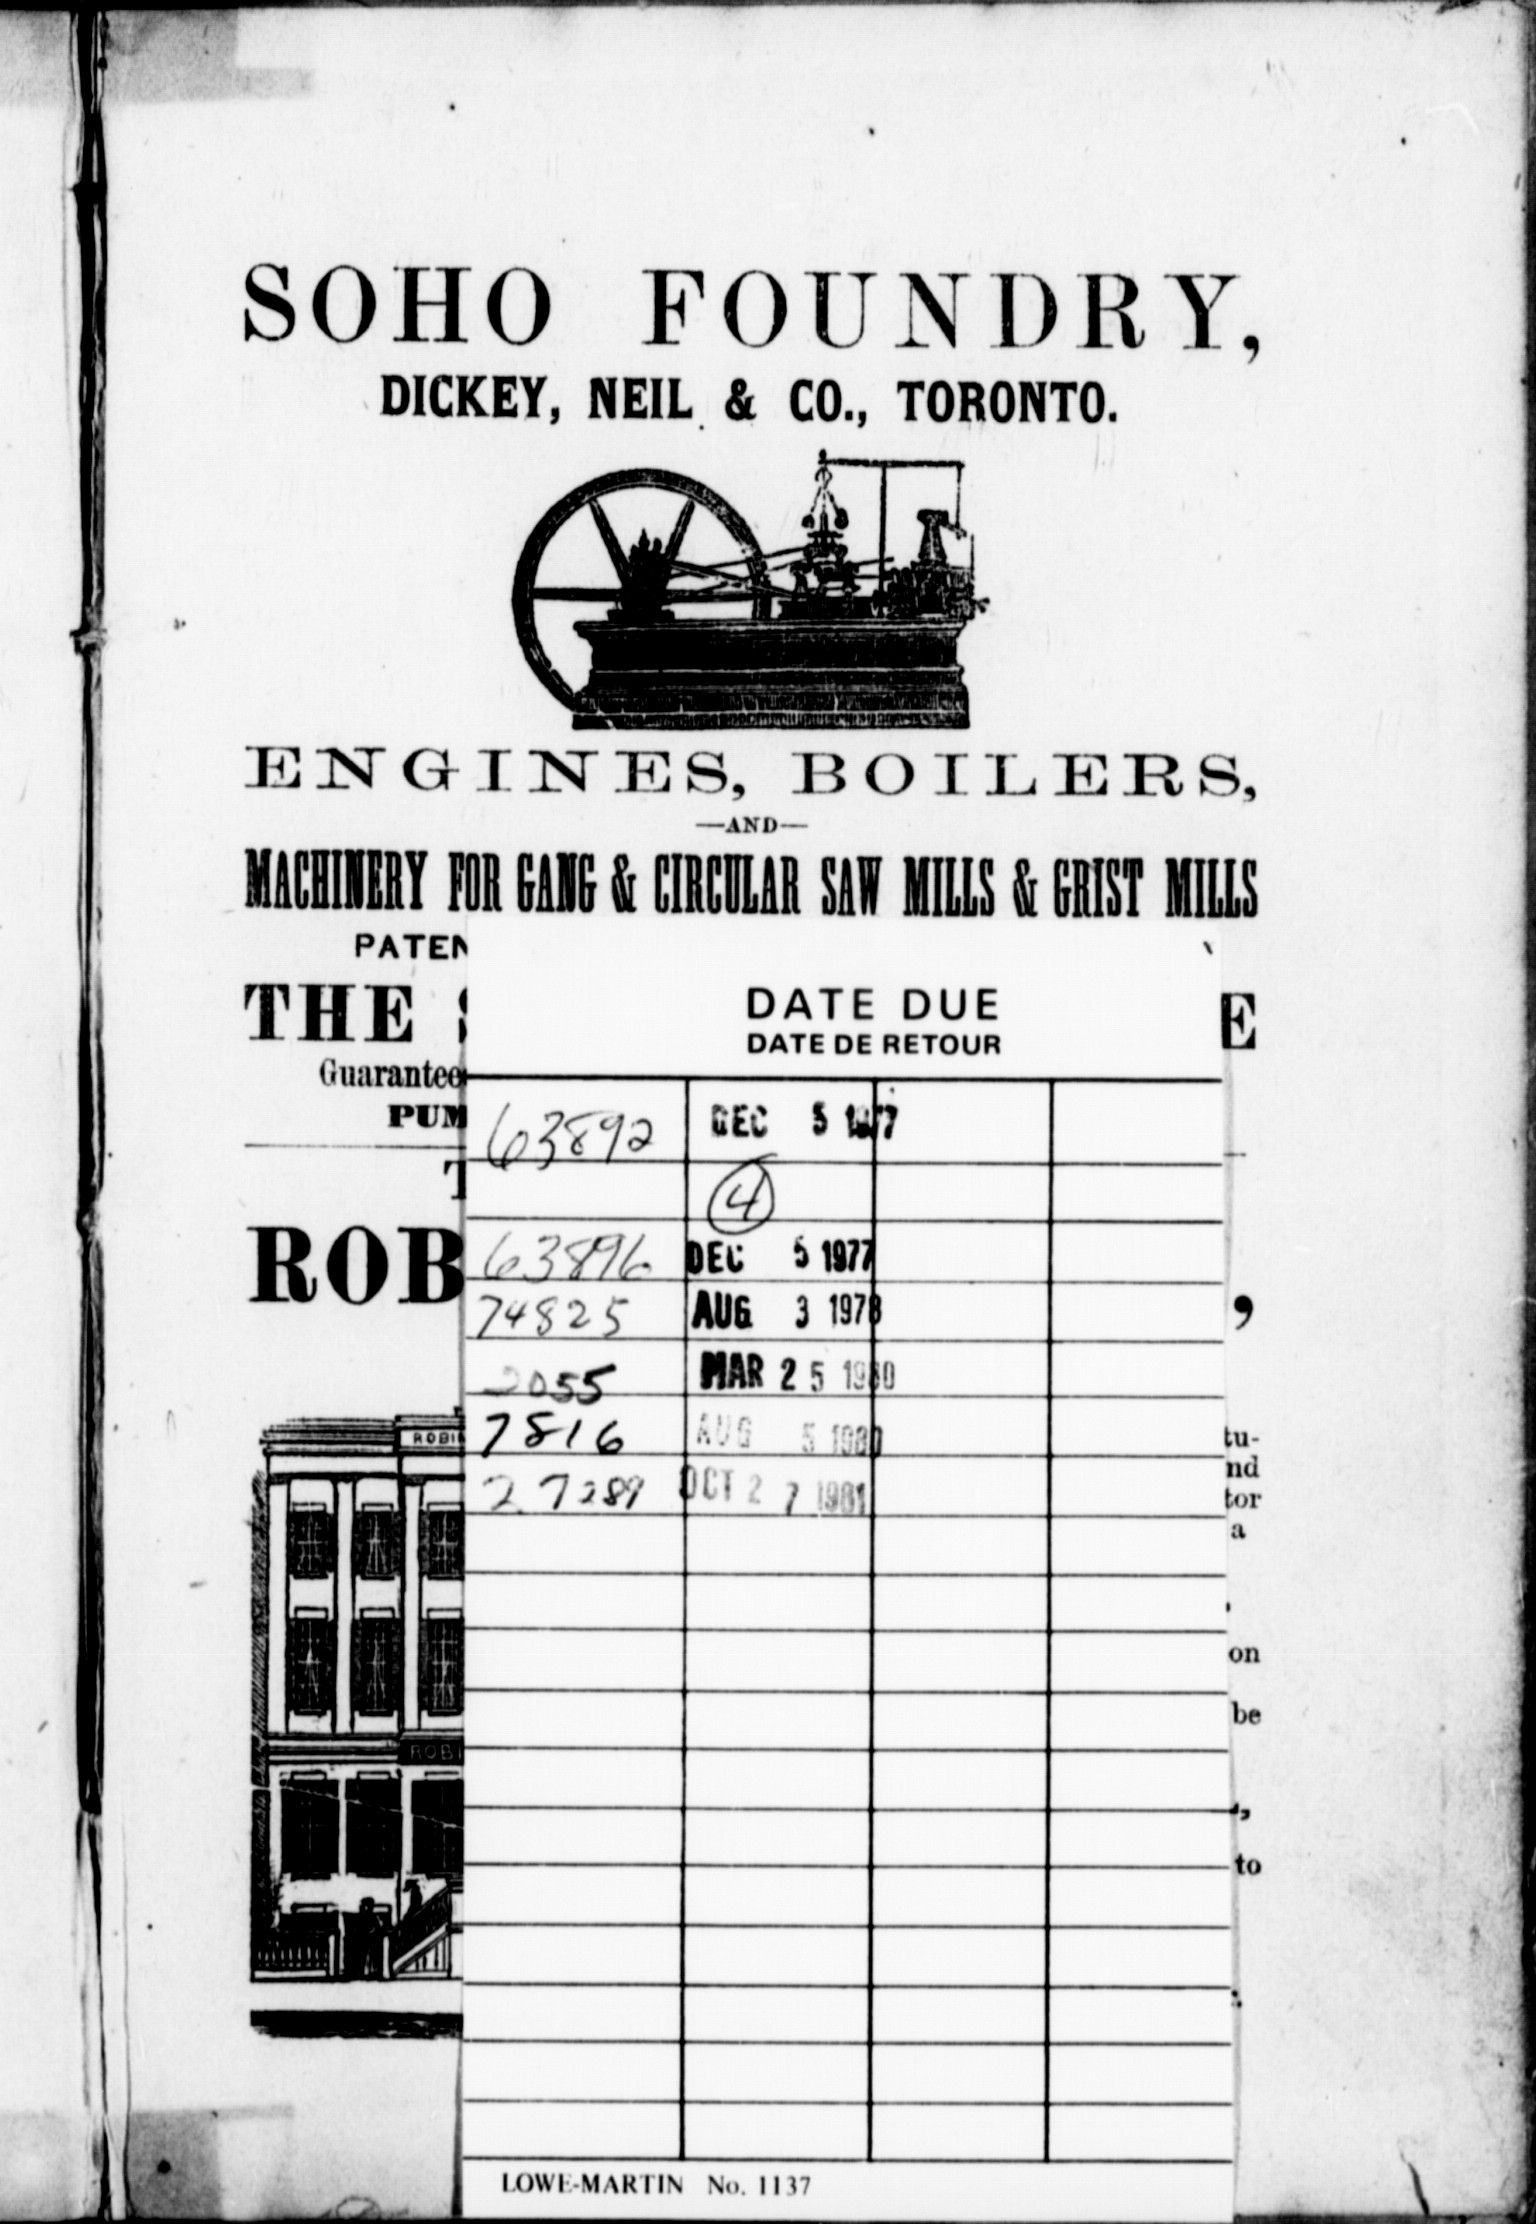 SOHO FOUNDRY,
DICKEY, NEIL & CO., TORONTO.
ENGINES, BOILERS,
—AND—
MACHINERY FOR GANG & CIRCULAR SAW MILLS & GRIST MILLS
PATEN
THE S E
Guarantee
PUM
T
ROB ,
ROBI
ROBI
tu-
nd
tor
a
on
be
,
to
DATE DUE
DATE DE RETOUR
63892 DEC 5 1977
4
63896 DEC 5 1977
74825 AUG 3 1978
2055 MAR 25 1980
7816 AUG 5 1980
27289 OCT 27 1981
LOWE-MARTIN No. 1137